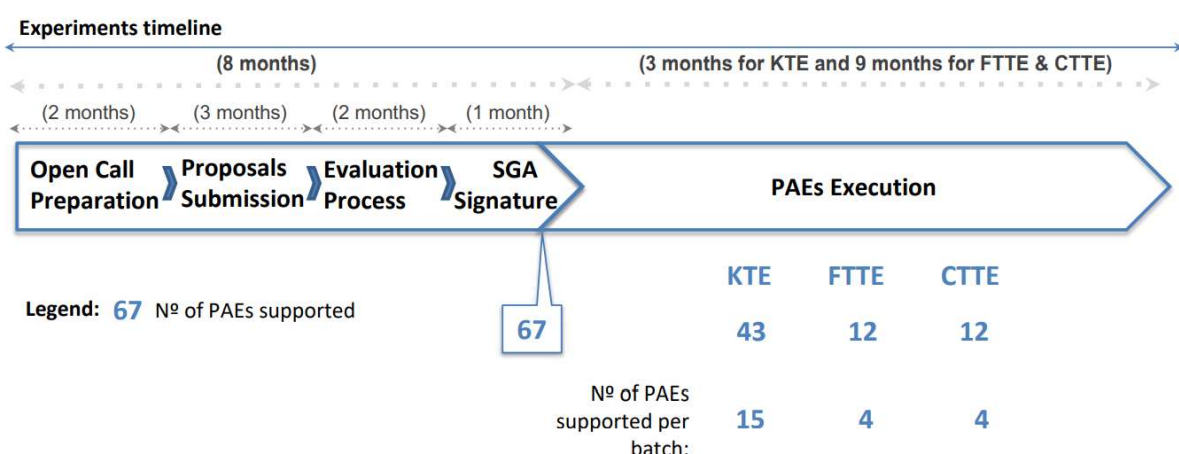 Experiments timeline
(8 months) (3 months for KTE and 9 months for FTTE & CTTE)
(2 months) (3 months) (2 months) (1 month)
Open Call
Preparation
Proposals
Submission
Evaluation
Process
SGA
Signature
PAEs Execution
KTE FTTE CTTE
Legend: 67 Nº of PAEs supported
67
43 12 12
Nº of PAEs
supported per
batch:
15 4 4